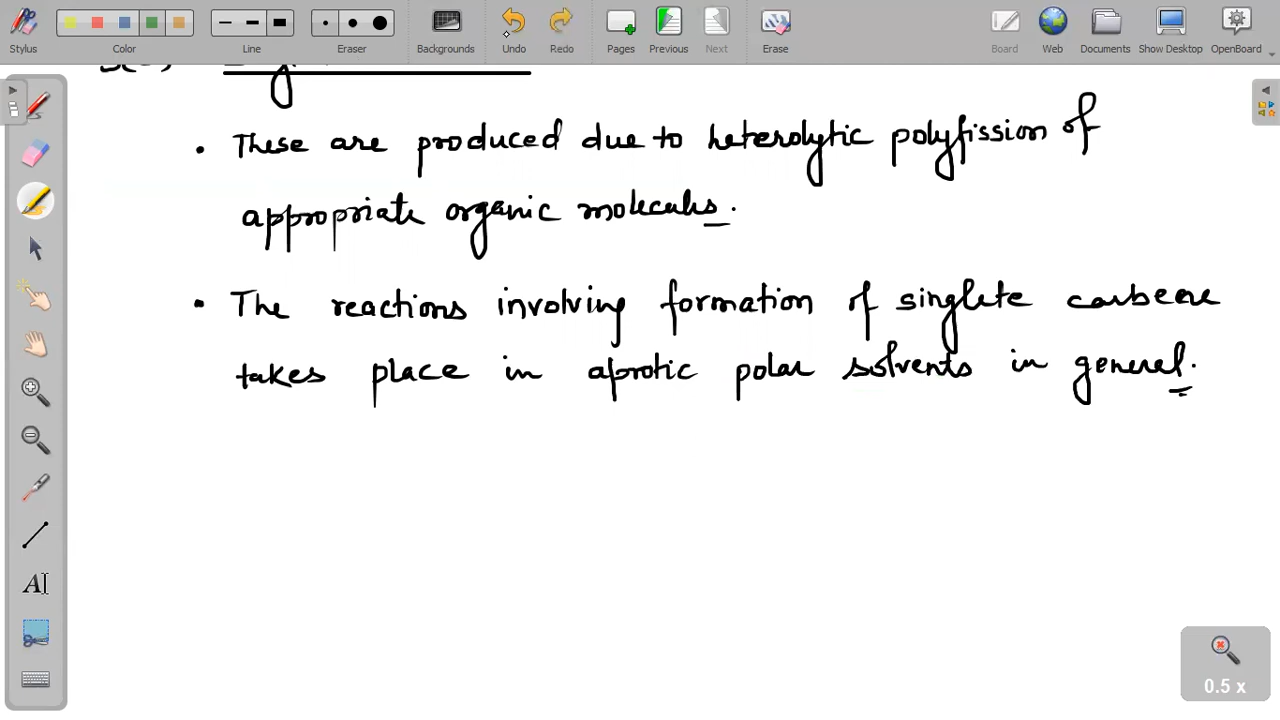 Stylus Color Line Eraser Backgrounds Undo Redo Pages Previous Next Erase Board Web Documents Show Desktop OpenBoard
• These are produced due to heterolytic polyfission of
appropriate organic molecules.
• The reactions involving formation of singlete carbene
takes place in aprotic polar solvents in general.
AI
0.5 x